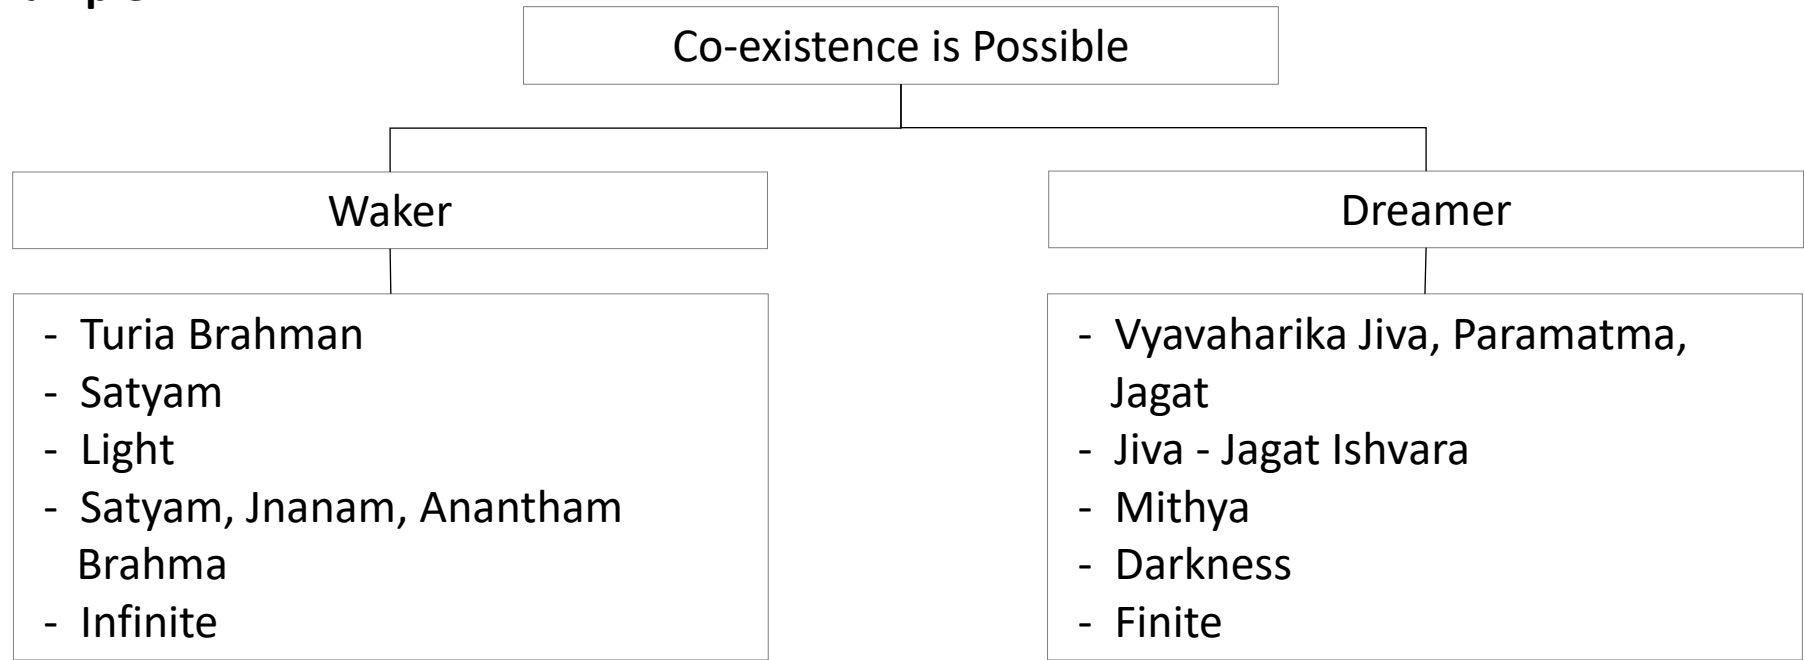 Co-existence is Possible
Waker
Dreamer
- Turia Brahman
- Satyam
- Light
- Satyam, Jnanam, Anantham
Brahma
- Infinite
- Vyavaharika Jiva, Paramatma,
Jagat
- Jiva - Jagat Ishvara
- Mithya
- Darkness
- Finite